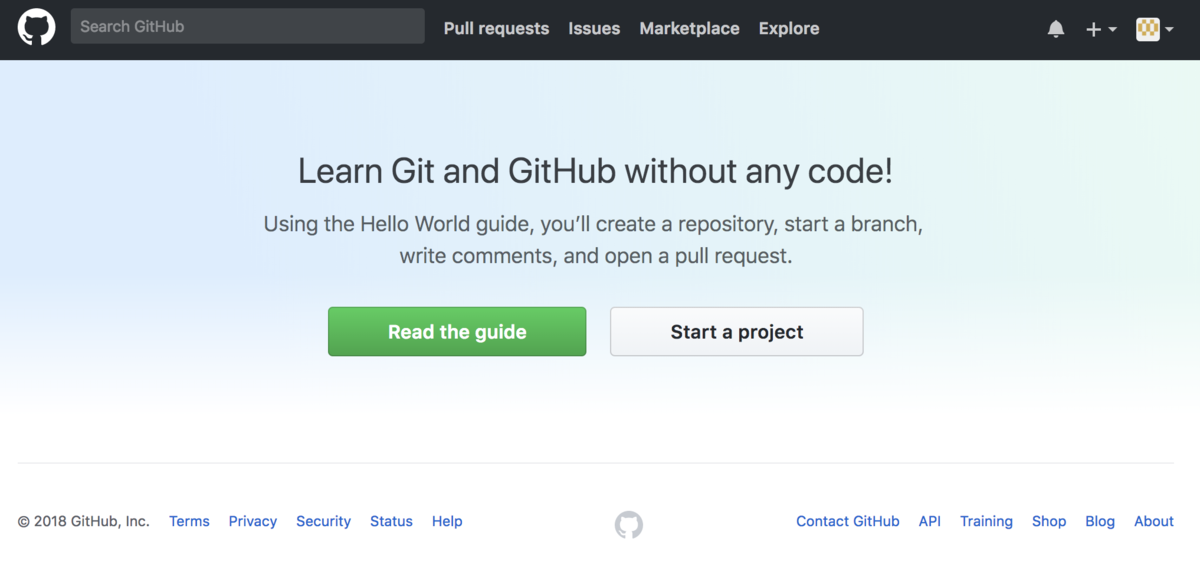 Search GitHub
Pull requests
Issues
Marketplace
Explore
Learn Git and GitHub without any code!
Using the Hello World guide, you’ll create a repository, start a branch,
write comments, and open a pull request.
Read the guide
Start a project
© 2018 GitHub, Inc. Terms Privacy Security Status Help
Contact GitHub API Training Shop Blog About